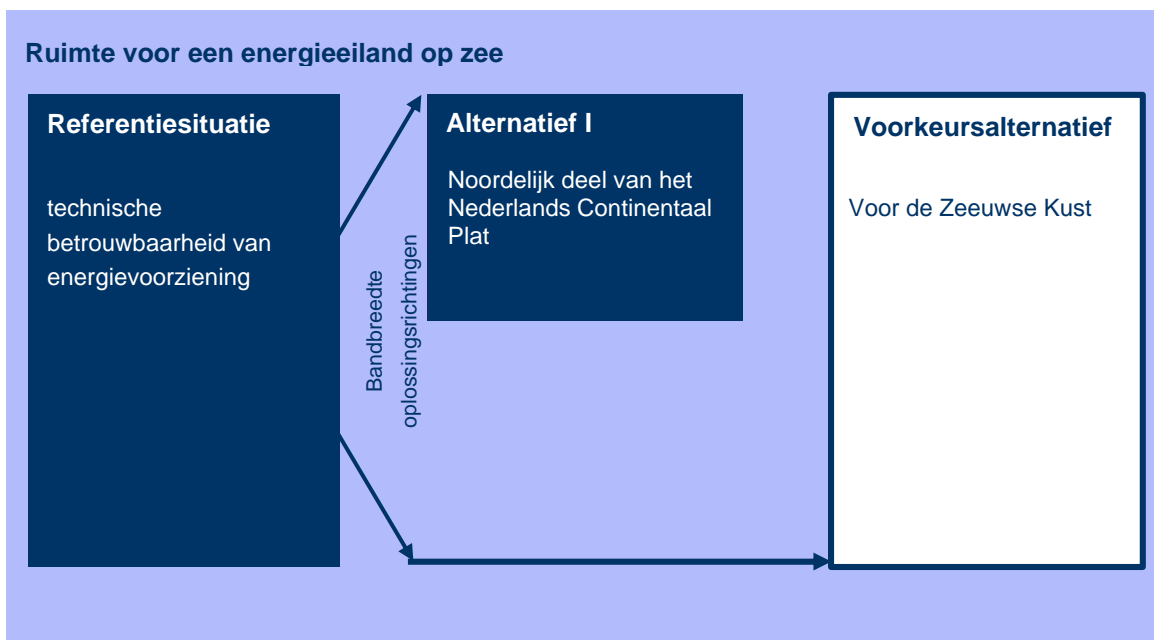 Ruimte voor een energieeiland op zee
Referentiesituatie
technische
betrouwbaarheid van
energievoorziening
Bandbreedte
oplossingsrichtingen
Alternatief I
Noordelijk deel van het
Nederlands Continentaal
Plat
Voorkeursalternatief
Voor de Zeeuwse Kust